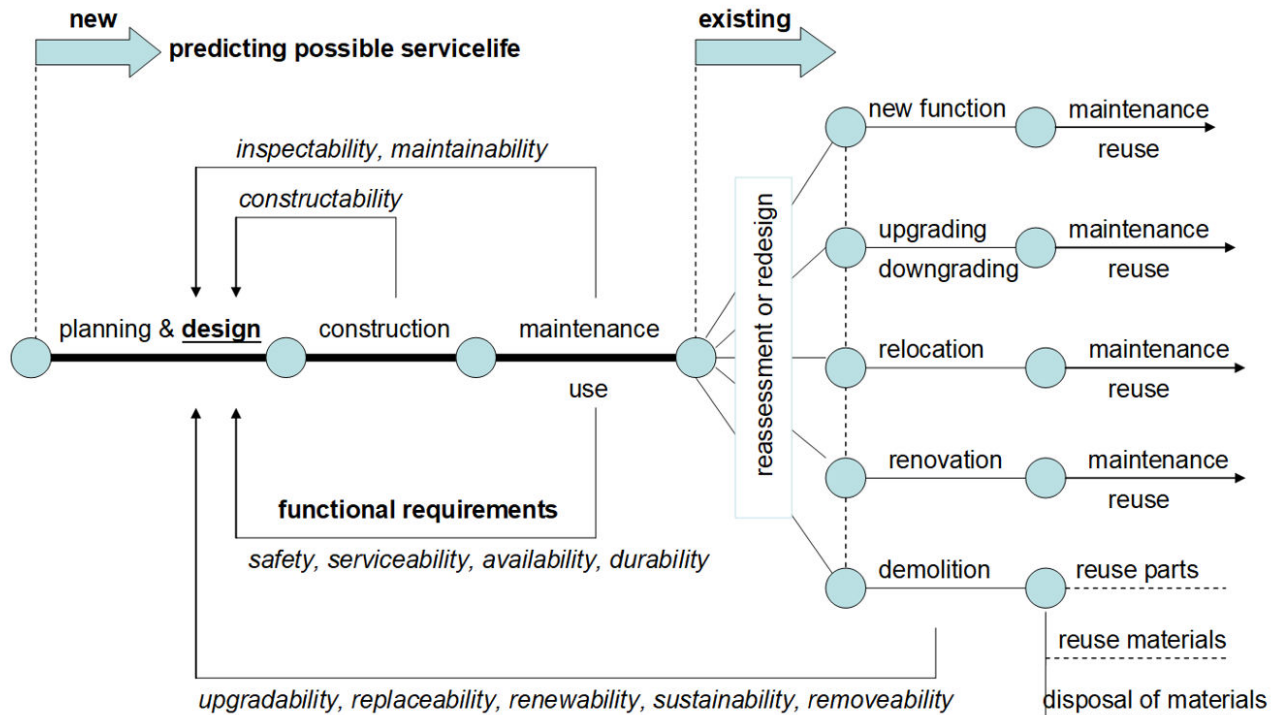 new
predicting possible servicelife
existing
inspectability, maintainability
constructability
planning & design
construction
maintenance
use
functional requirements
safety, serviceability, availability, durability
upgradability, replaceability, renewability, sustainability, removeability
reassessment or redesign
new function
maintenance
reuse
upgrading
downgrading
maintenance
reuse
relocation
maintenance
reuse
renovation
maintenance
reuse
demolition
reuse parts
reuse materials
disposal of materials